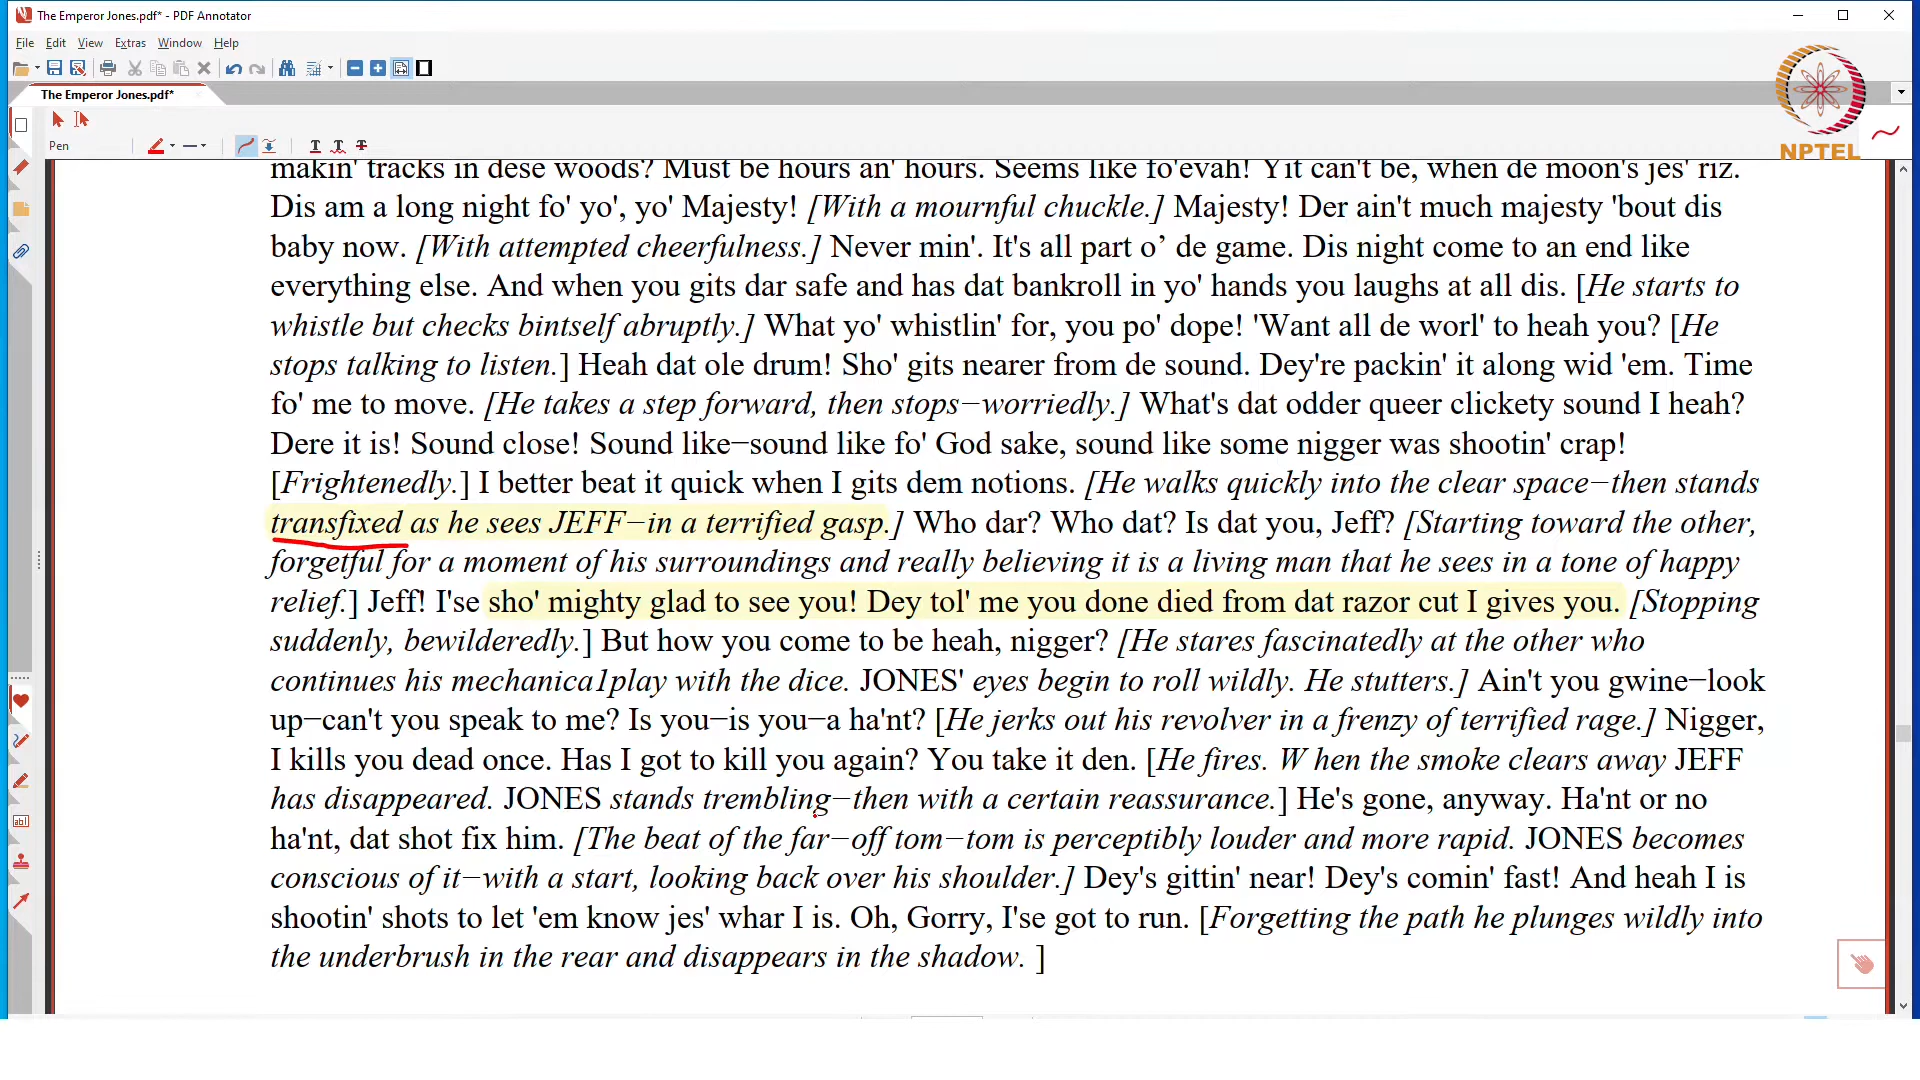 The Emperor Jones.pdf* - PDF Annotator
File Edit View Extras Window Help
The Emperor Jones.pdf*
NPTEL
Pen
makin' tracks in dese woods? Must be hours an' hours. Seems like fo'evah! Yit can't be, when de moon's jes' riz.
Dis am a long night fo' yo', yo' Majesty! [With a mournful chuckle.] Majesty! Der ain't much majesty 'bout dis
baby now. [With attempted cheerfulness.] Never min'. It's all part o’ de game. Dis night come to an end like
everything else. And when you gits dar safe and has dat bankroll in yo' hands you laughs at all dis. [He starts to
whistle but checks bintself abruptly.] What yo' whistlin' for, you po' dope! 'Want all de worl' to heah you? [He
stops talking to listen.] Heah dat ole drum! Sho' gits nearer from de sound. Dey're packin' it along wid 'em. Time
fo' me to move. [He takes a step forward, then stops−worriedly.] What's dat odder queer clickety sound I heah?
Dere it is! Sound close! Sound like−sound like fo' God sake, sound like some nigger was shootin' crap!
[Frightenedly.] I better beat it quick when I gits dem notions. [He walks quickly into the clear space−then stands
transfixed as he sees JEFF−in a terrified gasp.] Who dar? Who dat? Is dat you, Jeff? [Starting toward the other,
forgetful for a moment of his surroundings and really believing it is a living man that he sees in a tone of happy
relief.] Jeff! I'se sho' mighty glad to see you! Dey tol' me you done died from dat razor cut I gives you. [Stopping
suddenly, bewilderedly.] But how you come to be heah, nigger? [He stares fascinatedly at the other who
continues his mechanica1play with the dice. JONES' eyes begin to roll wildly. He stutters.] Ain't you gwine−look
up−can't you speak to me? Is you−is you−a ha'nt? [He jerks out his revolver in a frenzy of terrified rage.] Nigger,
I kills you dead once. Has I got to kill you again? You take it den. [He fires. W hen the smoke clears away JEFF
has disappeared. JONES stands trembling−then with a certain reassurance.] He's gone, anyway. Ha'nt or no
ha'nt, dat shot fix him. [The beat of the far−off tom−tom is perceptibly louder and more rapid. JONES becomes
conscious of it−with a start, looking back over his shoulder.] Dey's gittin' near! Dey's comin' fast! And heah I is
shootin' shots to let 'em know jes' whar I is. Oh, Gorry, I'se got to run. [Forgetting the path he plunges wildly into
the underbrush in the rear and disappears in the shadow. ]